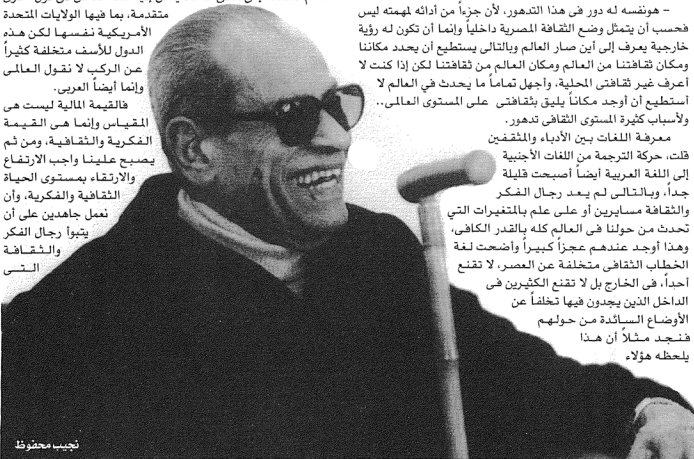 - هونفسه له دور فى هذا التدهور، لأن جزءاً من أدائه لمهمته ليس
فحسب أن يتمثل وضع الثقافة المصرية داخلياً وإنما أن تكون له رؤية
خارجية يعرف إلى أين صار العالم وبالتالى يستطيع أن يحدد مكاننا
ومكان ثقافتنا من العالم ومكان العالم من ثقافتنا لكن إذا كنت لا
أعرف غير ثقافتى المحلية، وأجهل تماماً ما يحدث في العالم لا
أستطيع أن أوجد مكاناً يليق بثقافتى على المستوى العالمى..
ولأسباب كثيرة المستوى الثقافى تدهور.
معرفة اللغات بين الأدباء والمثقفين
قلت، حركة الترجمة من اللغات الأجنبية
إلى اللغة العربية أيضاً أصبحت قليلة
جداً، وبالتالى لم يعد رجال الفكر
والثقافة مسايرين أو على علم بالمتغيرات التي
تحدث من حولنا فى العالم كله بالقدر الكافى،
وهذا أوجد عندهم عجزاً كبيراً وأضحت لغة
الخطاب الثقافى متخلفة عن العصر، لا تقنع
أحداً، فى الخارج بل لا تقنع الكثيرين فى
الداخل الذين يجدون فيها تخلفاً عن
الأوضاع السائدة من حولهم
فنجد مثلاً أن هذا
يلحظه هؤلاء
متقدمة، بما فيها الولايات المتحدة
الأمريكية نفسها لكن هذه
الدول للأسف متخلفة كثيراً
عن الركب لا نقول العالمى
وإنما أيضاً العربى.
فالقيمة المالية ليست هى
المقياس وإنما هى القيمة
الفكرية والثقافية، ومن ثم
يصبح علينا واجب الارتفاع
والارتقاء بمستوى الحياة
الثقافية والفكرية، وأن
نعمل جاهدين على أن
يتبوأ رجال الفكر
والثقافة
التى
نجيب محفوظ